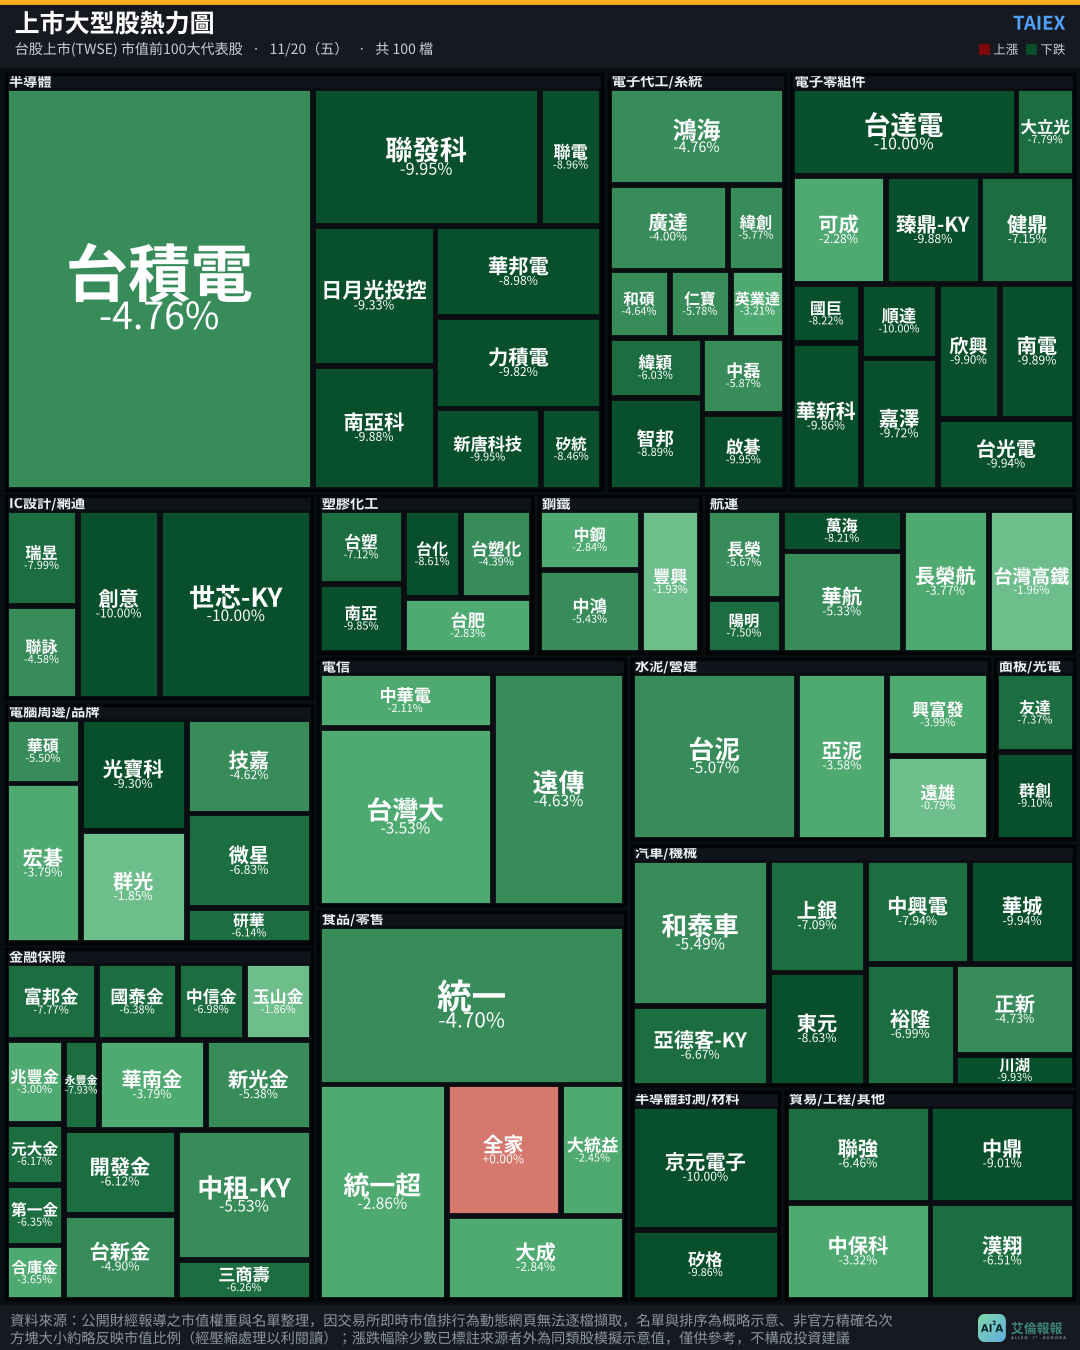 上市大型股熱力圖
TAIEX
台股上市(TWSE) 市值前100大代表股 · 11/20（五） · 共 100 檔
上漲 下跌
半導體
台積電
-4.76%
聯發科
-9.95%
聯電
-8.96%
日月光投控
-9.33%
華邦電
-8.98%
力積電
-9.82%
南亞科
-9.88%
新唐科技
-9.95%
矽統
-8.46%
電子代工/系統
鴻海
-4.76%
廣達
-4.00%
緯創
-5.77%
和碩
-4.64%
仁寶
-5.78%
英業達
-3.21%
緯穎
-6.03%
中磊
-5.87%
智邦
-8.89%
啟碁
-9.95%
電子零組件
台達電
-10.00%
大立光
-7.79%
可成
-2.28%
臻鼎-KY
-9.88%
健鼎
-7.15%
國巨
-8.22%
順達
-10.00%
欣興
-9.90%
南電
-9.89%
華新科
-9.86%
嘉澤
-9.72%
台光電
-9.94%
IC設計/網通
瑞昱
-7.99%
創意
-10.00%
世芯-KY
-10.00%
聯詠
-4.58%
塑膠化工
台塑
-7.12%
台化
-8.61%
台塑化
-4.39%
南亞
-9.85%
台肥
-2.83%
鋼鐵
中鋼
-2.84%
豐興
-1.93%
中鴻
-5.43%
航運
長榮
-5.67%
萬海
-8.21%
華航
-5.33%
長榮航
-3.77%
台灣高鐵
-1.96%
陽明
-7.50%
電信
中華電
-2.11%
台灣大
-3.53%
遠傳
-4.63%
水泥/營建
台泥
-5.07%
亞泥
-3.58%
興富發
-3.99%
遠雄
-0.79%
面板/光電
友達
-7.37%
群創
-9.10%
電腦周邊/品牌
華碩
-5.50%
光寶科
-9.30%
技嘉
-4.62%
宏碁
-3.79%
群光
-1.85%
微星
-6.83%
研華
-6.14%
汽車/機械
和泰車
-5.49%
上銀
-7.09%
中興電
-7.94%
華城
-9.94%
亞德客-KY
-6.67%
東元
-8.63%
裕隆
-6.99%
正新
-4.73%
川湖
-9.93%
食品/零售
統一
-4.70%
統一超
-2.86%
全家
+0.00%
大統益
-2.45%
大成
-2.84%
金融保險
富邦金
-7.77%
國泰金
-6.38%
中信金
-6.98%
玉山金
-1.86%
兆豐金
-3.00%
永豐金
-7.93%
華南金
-3.79%
新光金
-5.38%
元大金
-6.17%
開發金
-6.12%
中租-KY
-5.53%
第一金
-6.35%
台新金
-4.90%
合庫金
-3.65%
三商壽
-6.26%
半導體封測/材料
京元電子
-10.00%
矽格
-9.86%
貿易/工程/其他
聯強
-6.46%
中鼎
-9.01%
中保科
-3.32%
漢翔
-6.51%
資料來源：公開財經報導之市值權重與名單整理，因交易所即時市值排行為動態網頁無法逐檔擷取，名單與排序為概略示意、非官方精確名次
方塊大小約略反映市值比例（經壓縮處理以利閱讀）；漲跌幅除少數已標註來源者外為同類股模擬示意值，僅供參考，不構成投資建議
艾倫報報